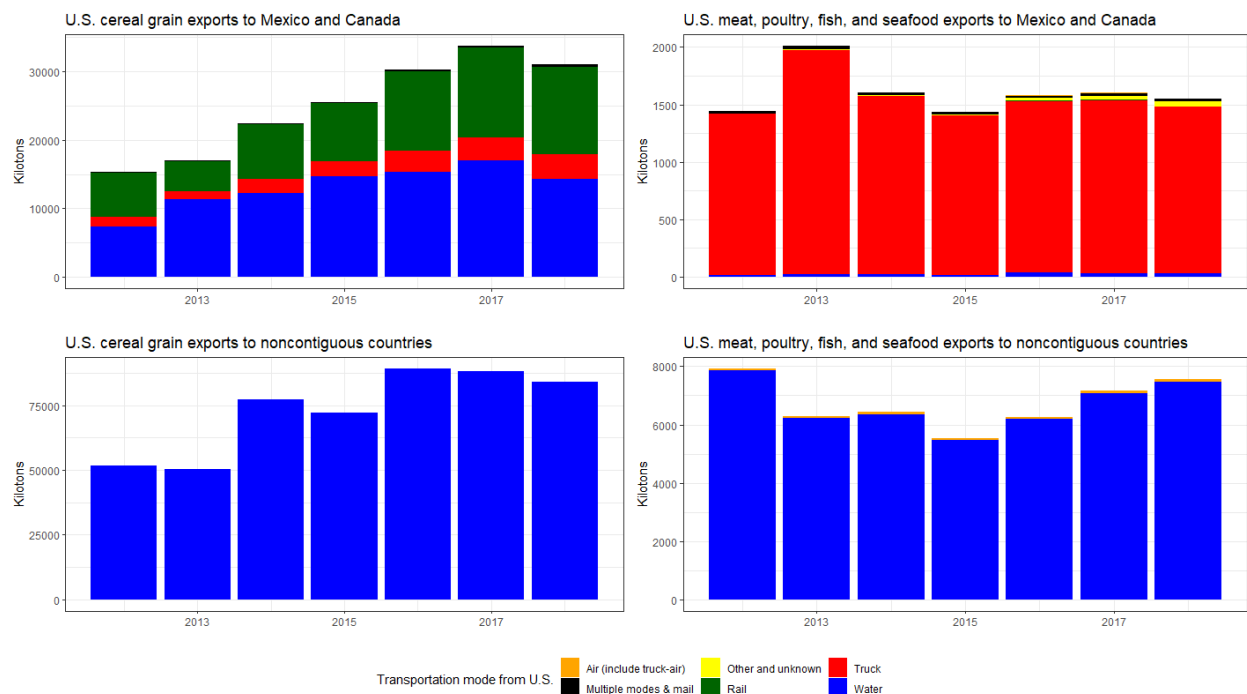 U.S. cereal grain exports to Mexico and Canada
Kilotons
30000
20000
10000
0
2013 2015 2017
U.S. meat, poultry, fish, and seafood exports to Mexico and Canada
Kilotons
2000
1500
1000
500
0
2013 2015 2017
U.S. cereal grain exports to noncontiguous countries
Kilotons
75000
50000
25000
0
2013 2015 2017
U.S. meat, poultry, fish, and seafood exports to noncontiguous countries
Kilotons
8000
6000
4000
2000
0
2013 2015 2017
Transportation mode from U.S.
Air (include truck-air) Other and unknown Truck
Multiple modes & mail Rail Water